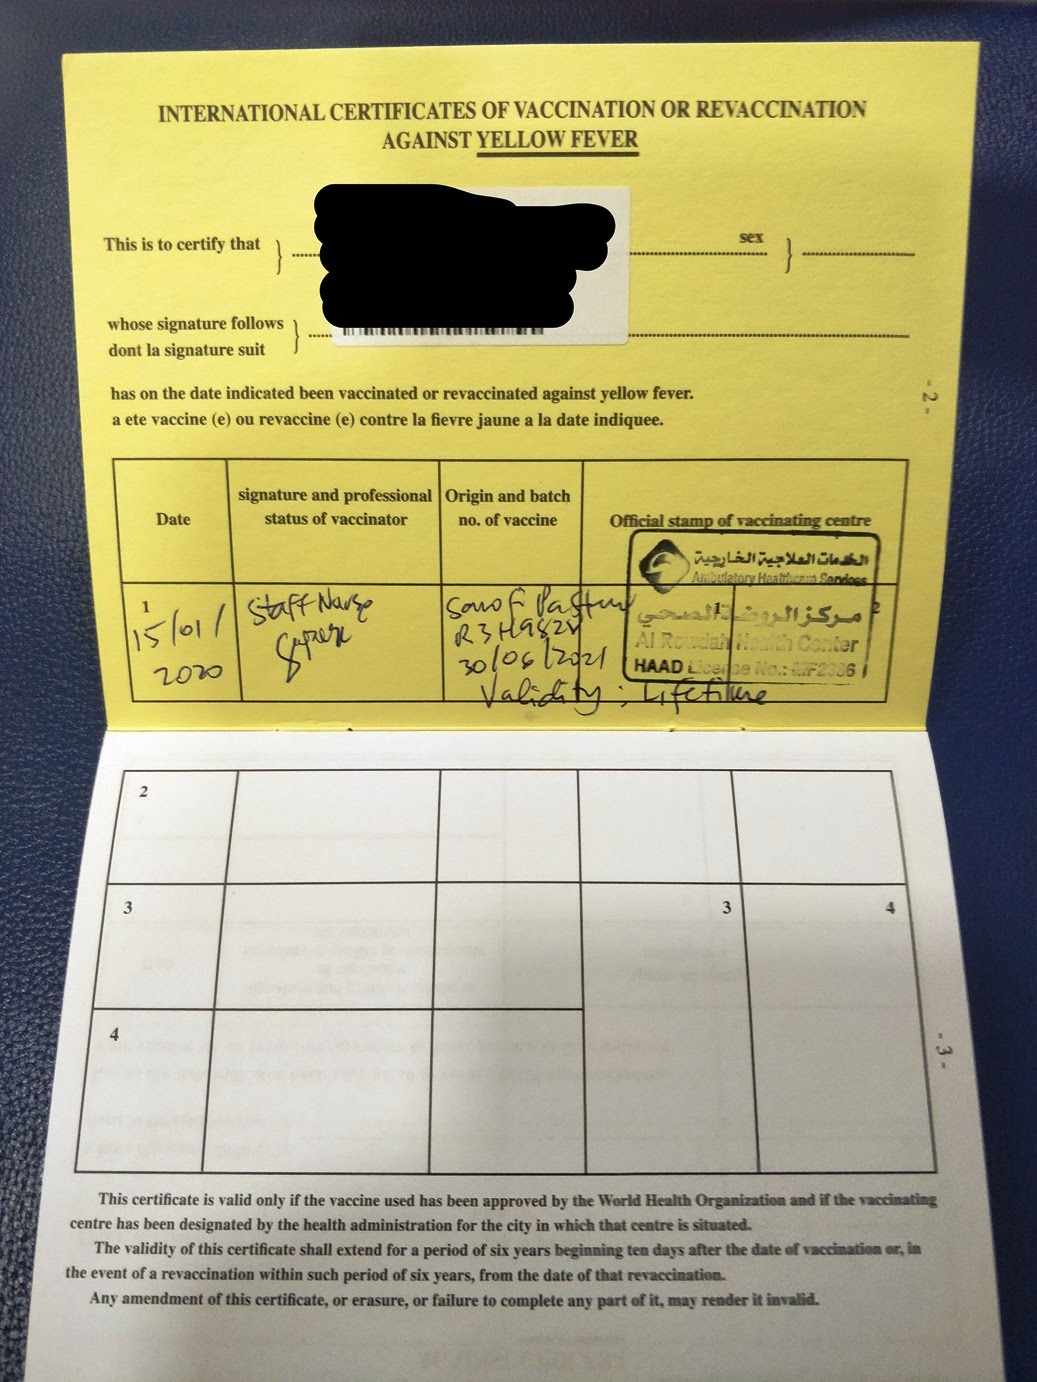 INTERNATIONAL CERTIFICATES OF VACCINATION OR REVACCINATION
AGAINST YELLOW FEVER
This is to certify that
sex
whose signature follows
dont la signature suit
has on the date indicated been vaccinated or revaccinated against yellow fever.
a ete vaccine (e) ou revaccine (e) contre la fievre jaune a la date indiquee.
- 2 -
Date
signature and professional
status of vaccinator
Origin and batch
no. of vaccine
Official stamp of vaccinating centre
الخدمات العلاجية الخارجية
Ambulatory Healthcare Services
1
15/01/
2020
Staff Nurse
Sanofi Pasteur
30/06/2021
Validity : Lifetime
1
2
مركز الروضة الصحي
Al Rowdah Health Center
HAAD License No.: MF2386
2
3
3
4
4
- 3 -
This certificate is valid only if the vaccine used has been approved by the World Health Organization and if the vaccinating
centre has been designated by the health administration for the city in which that centre is situated.
The validity of this certificate shall extend for a period of six years beginning ten days after the date of vaccination or, in
the event of a revaccination within such period of six years, from the date of that revaccination.
Any amendment of this certificate, or erasure, or failure to complete any part of it, may render it invalid.